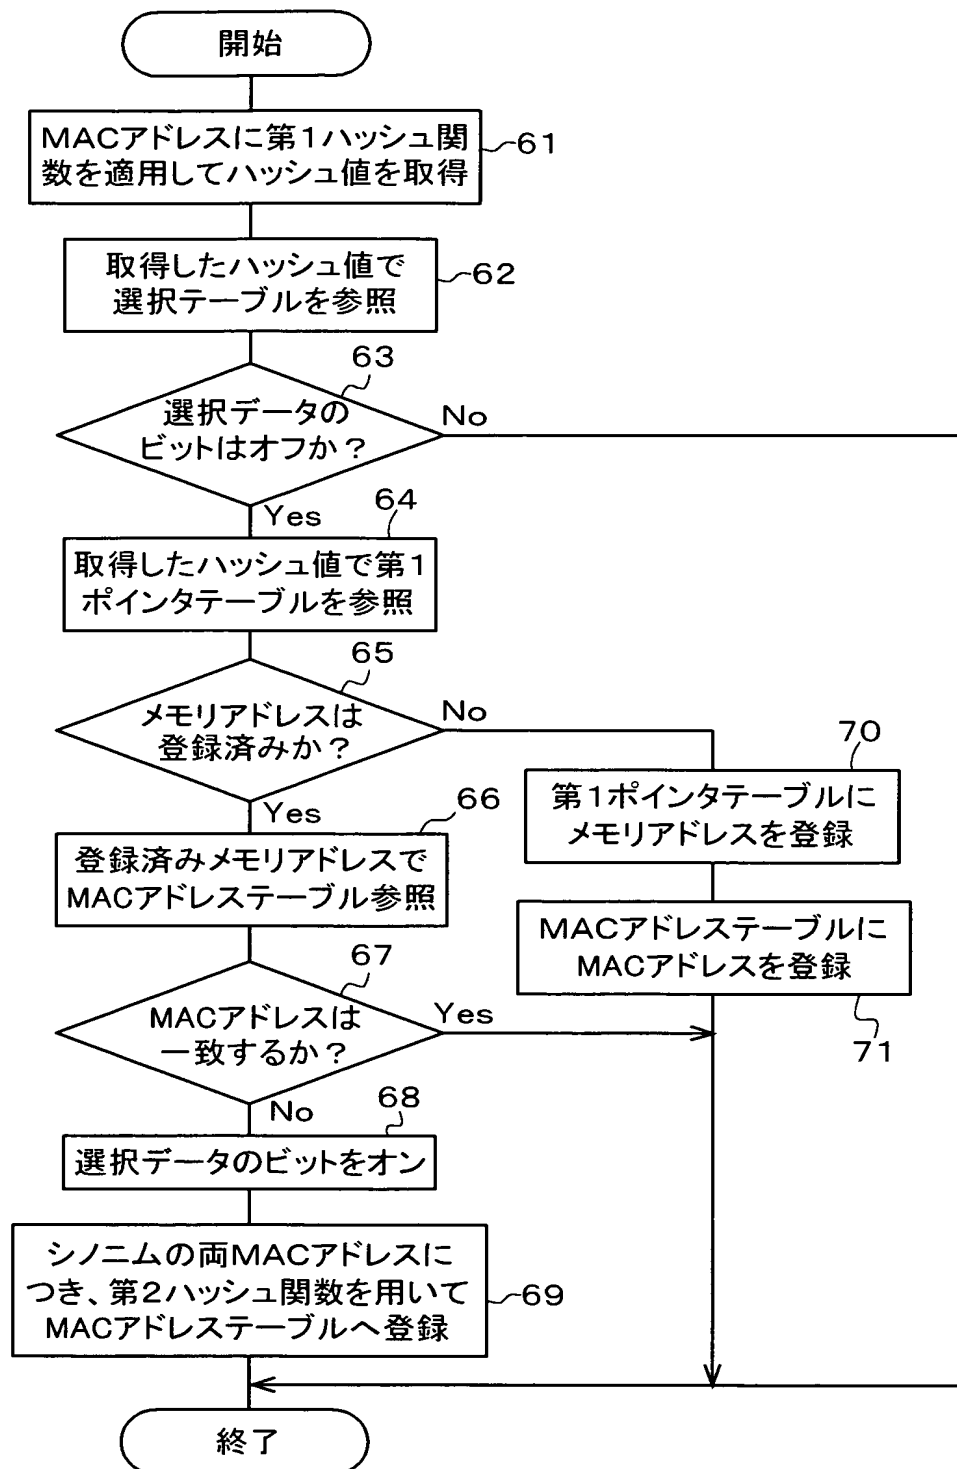 開始
MACアドレスに第1ハッシュ関
数を適用してハッシュ値を取得
61
取得したハッシュ値で
選択テーブルを参照
62
63
選択データの
ビットはオフか？
No
Yes
64
取得したハッシュ値で第1
ポインタテーブルを参照
65
メモリアドレスは
登録済みか？
No
Yes
70
第1ポインタテーブルに
メモリアドレスを登録
66
登録済みメモリアドレスで
MACアドレステーブル参照
MACアドレステーブルに
MACアドレスを登録
71
67
MACアドレスは
一致するか？
Yes
No
68
選択データのビットをオン
シノニムの両MACアドレスに
つき、第2ハッシュ関数を用いて
MACアドレステーブルへ登録
69
終了